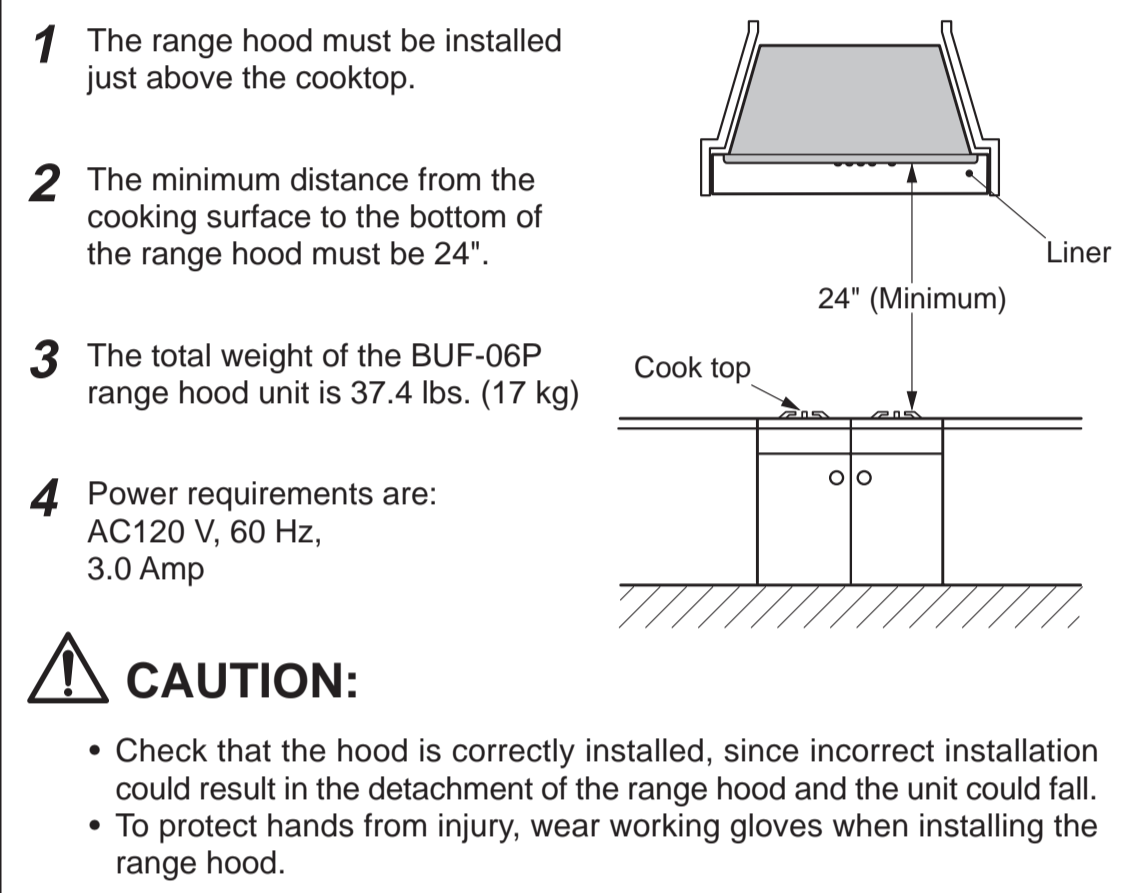 1 The range hood must be installed
just above the cooktop.
2 The minimum distance from the
cooking surface to the bottom of
the range hood must be 24".
3 The total weight of the BUF-06P
range hood unit is 37.4 lbs. (17 kg)
4 Power requirements are:
AC120 V, 60 Hz,
3.0 Amp
Liner
24" (Minimum)
Cook top
CAUTION:
• Check that the hood is correctly installed, since incorrect installation
could result in the detachment of the range hood and the unit could fall.
• To protect hands from injury, wear working gloves when installing the
range hood.